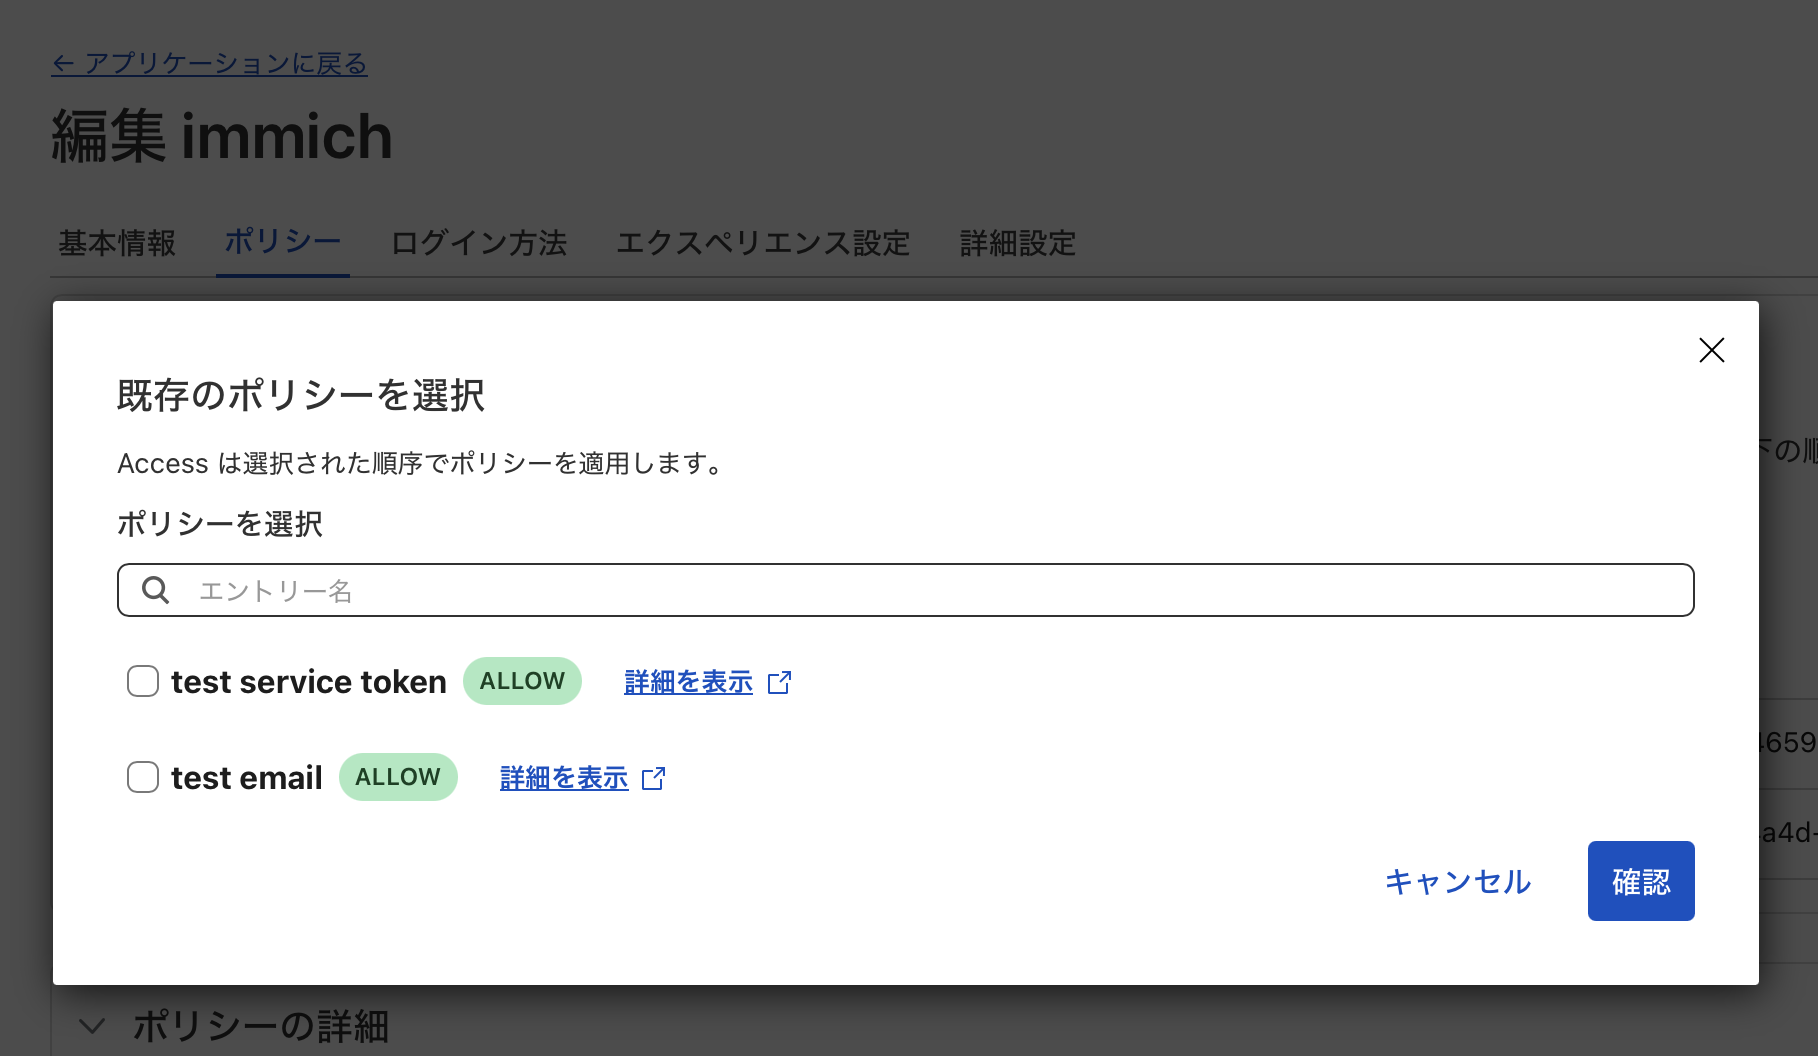 ← アプリケーションに戻る
編集 immich
基本情報 ポリシー ログイン方法 エクスペリエンス設定 詳細設定
既存のポリシーを選択
下の順
Access は選択された順序でポリシーを適用します。
ポリシーを選択
エントリー名
test service token ALLOW 詳細を表示
4659
test email ALLOW 詳細を表示
a4d-
キャンセル 確認
ポリシーの詳細